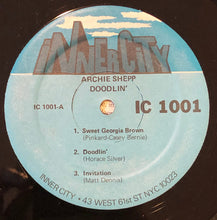 INNER CITY
ARCHIE SHEPP
DOODLIN'
IC 1001-A
IC 1001
1. Sweet Georgia Brown
(Pinkard-Casey-Bernie)
2. Doodlin'
(Horace Silver)
3. Invitation
(Matt Dennis)
INNER CITY • 43 WEST 61st ST. N.Y.C. 10023